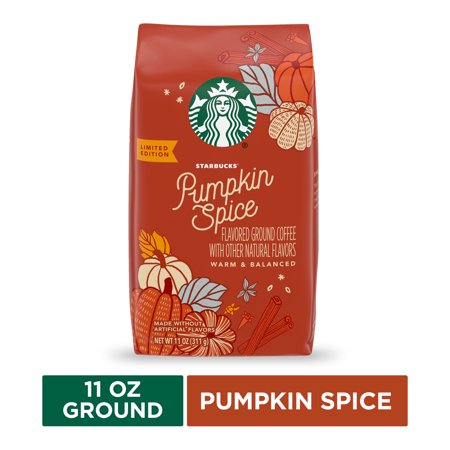 LIMITED
EDITION
®
STARBUCKS®
Pumpkin
Spice
FLAVORED GROUND COFFEE
WITH OTHER NATURAL FLAVORS
WARM & BALANCED
MADE WITHOUT
ARTIFICIAL FLAVORS
NET WT 11 OZ (311 g)
11 OZ
GROUND
PUMPKIN SPICE